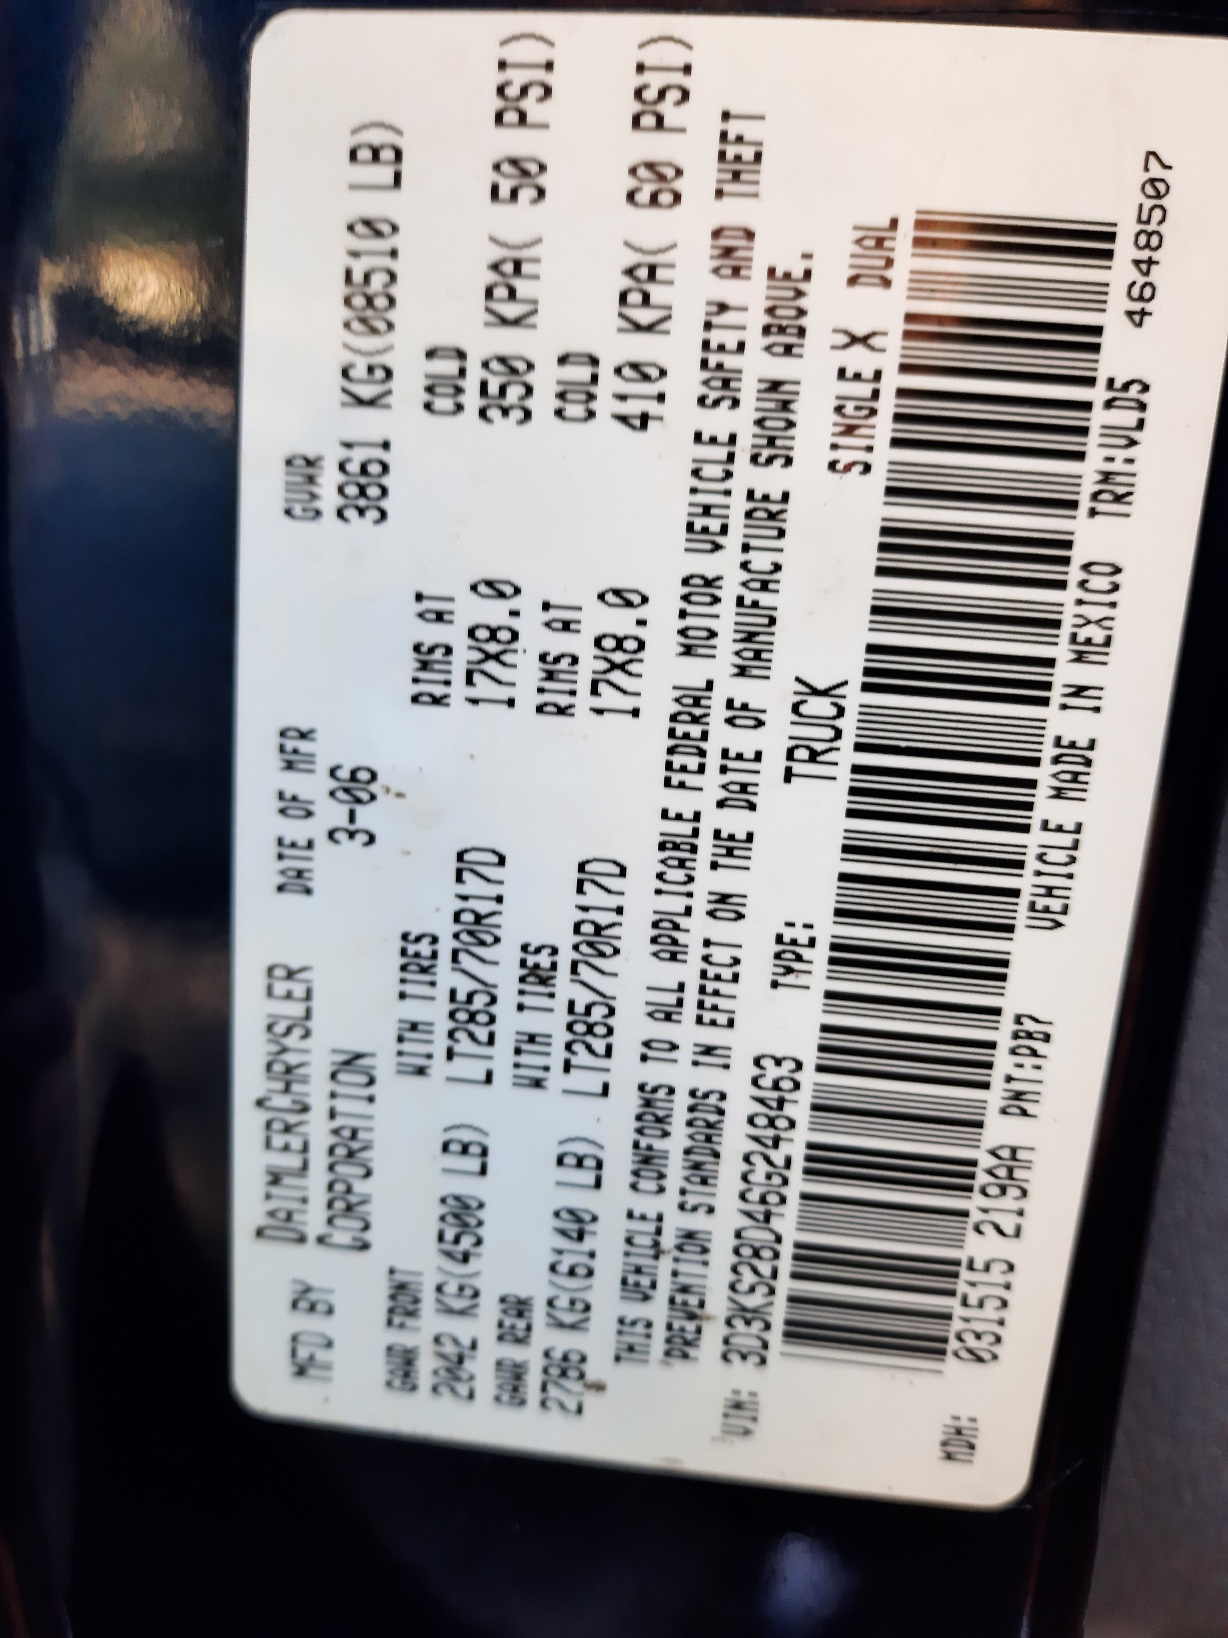 MFD BY DAIMLERCHRYSLER DATE OF MFR GVWR
CORPORATION 3-06 3861 KG(08510 LB)
GAWR FRONT WITH TIRES RIMS AT COLD
2042 KG(4500 LB) LT285/70R17D 17X8.0 350 KPA( 50 PSI)
GAWR REAR WITH TIRES RIMS AT COLD
2786 KG(6140 LB) LT285/70R17D 17X8.0 410 KPA( 60 PSI)
THIS VEHICLE CONFORMS TO ALL APPLICABLE FEDERAL MOTOR VEHICLE SAFETY AND THEFT
PREVENTION STANDARDS IN EFFECT ON THE DATE OF MANUFACTURE SHOWN ABOVE.
VIN: 3D3KS28D46G248463 TYPE: TRUCK SINGLE X DUAL
MDH: 031515 219AA PNT:PB7 VEHICLE MADE IN MEXICO TRM:VLD5 4648507